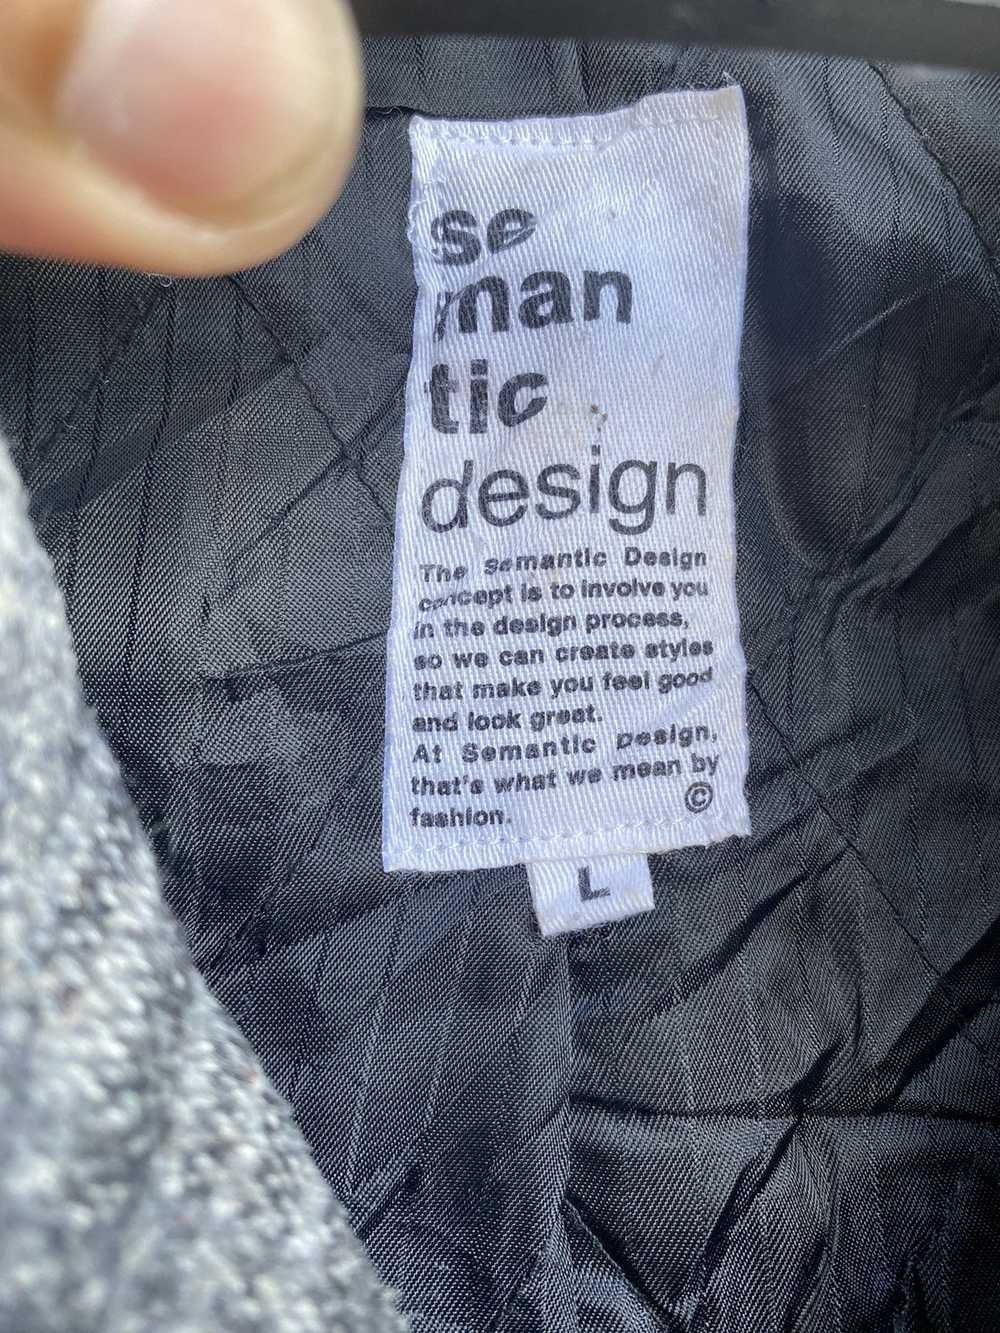 se
man
tic
design
The Semantic Design
concept is to involve you
in the design process,
so we can create styles
that make you feel good
and look great.
At Semantic Design,
that's what we mean by
fashion. ©
L